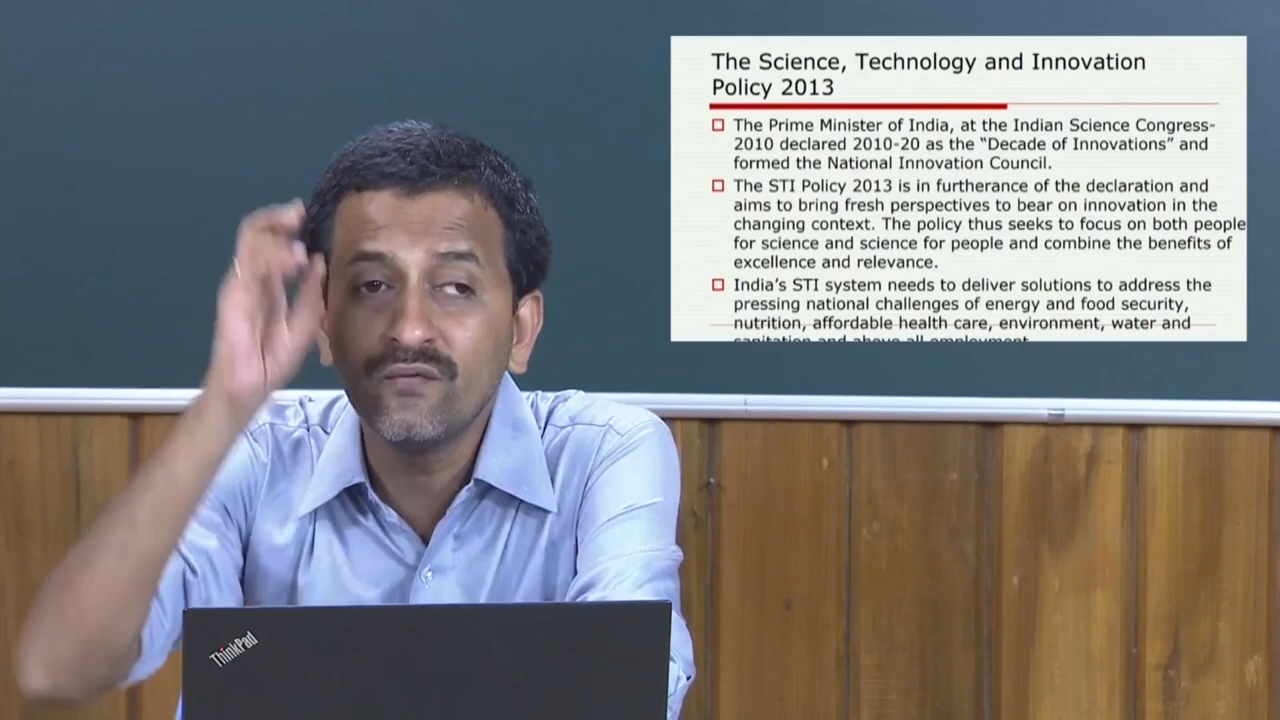 The Science, Technology and Innovation
Policy 2013
The Prime Minister of India, at the Indian Science Congress-
2010 declared 2010-20 as the “Decade of Innovations” and
formed the National Innovation Council.
The STI Policy 2013 is in furtherance of the declaration and
aims to bring fresh perspectives to bear on innovation in the
changing context. The policy thus seeks to focus on both people
for science and science for people and combine the benefits of
excellence and relevance.
India’s STI system needs to deliver solutions to address the
pressing national challenges of energy and food security,
nutrition, affordable health care, environment, water and
sanitation and above all employment
ThinkPad